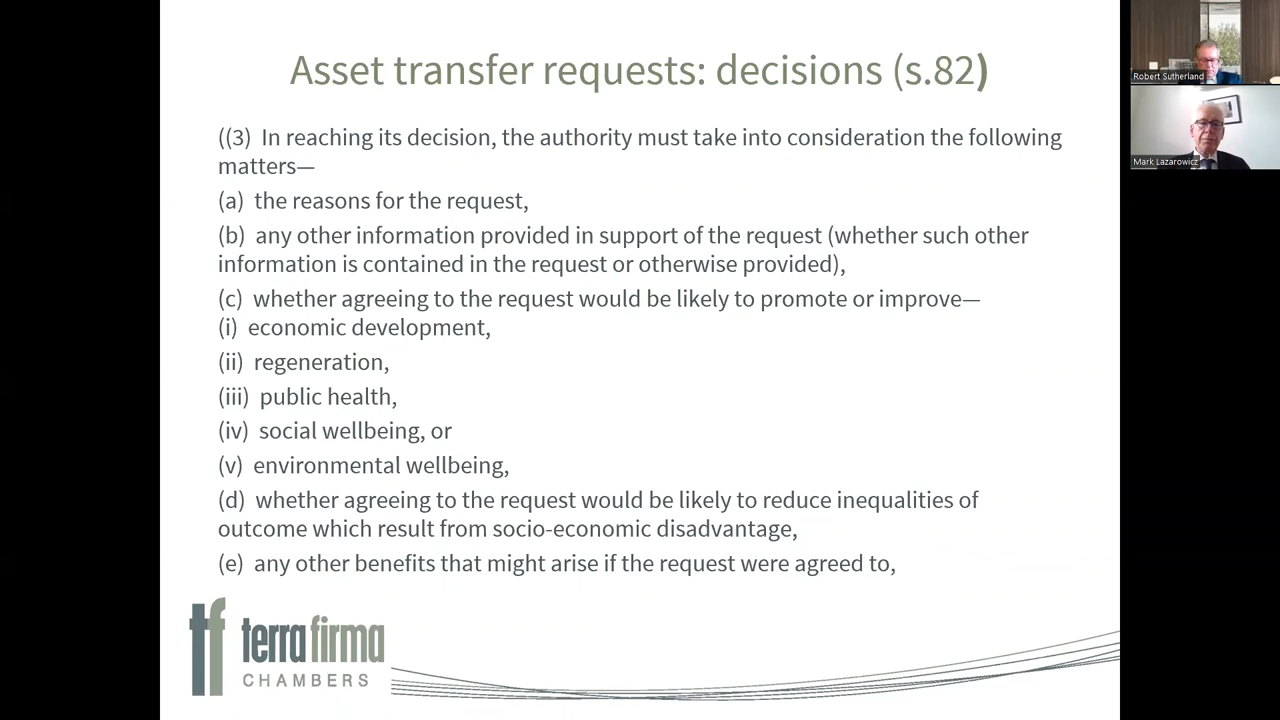 Asset transfer requests: decisions (s.82)
((3) In reaching its decision, the authority must take into consideration the following
matters—
(a) the reasons for the request,
(b) any other information provided in support of the request (whether such other
information is contained in the request or otherwise provided),
(c) whether agreeing to the request would be likely to promote or improve—
(i) economic development,
(ii) regeneration,
(iii) public health,
(iv) social wellbeing, or
(v) environmental wellbeing,
(d) whether agreeing to the request would be likely to reduce inequalities of
outcome which result from socio-economic disadvantage,
(e) any other benefits that might arise if the request were agreed to,
tf terra firma
CHAMBERS
Robert Sutherland
Mark Lazarowicz